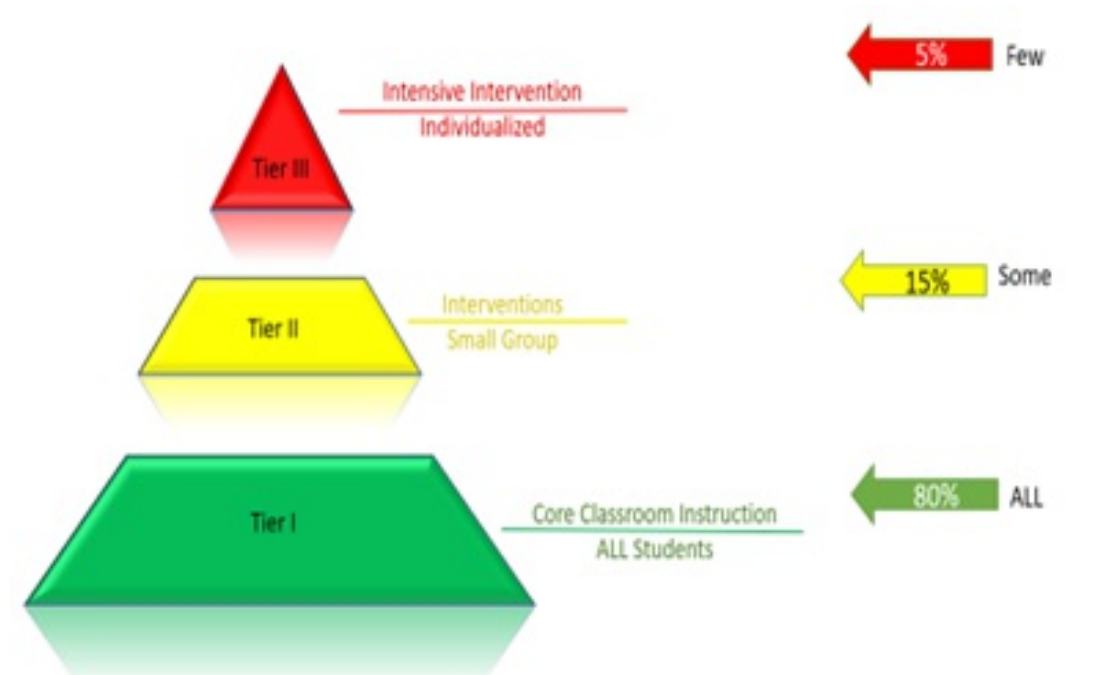 5% Few
Intensive Intervention
Individualized
Tier III
15% Some
Interventions
Tier II
Small Group
80% ALL
Core Classroom Instruction
Tier I
ALL Students